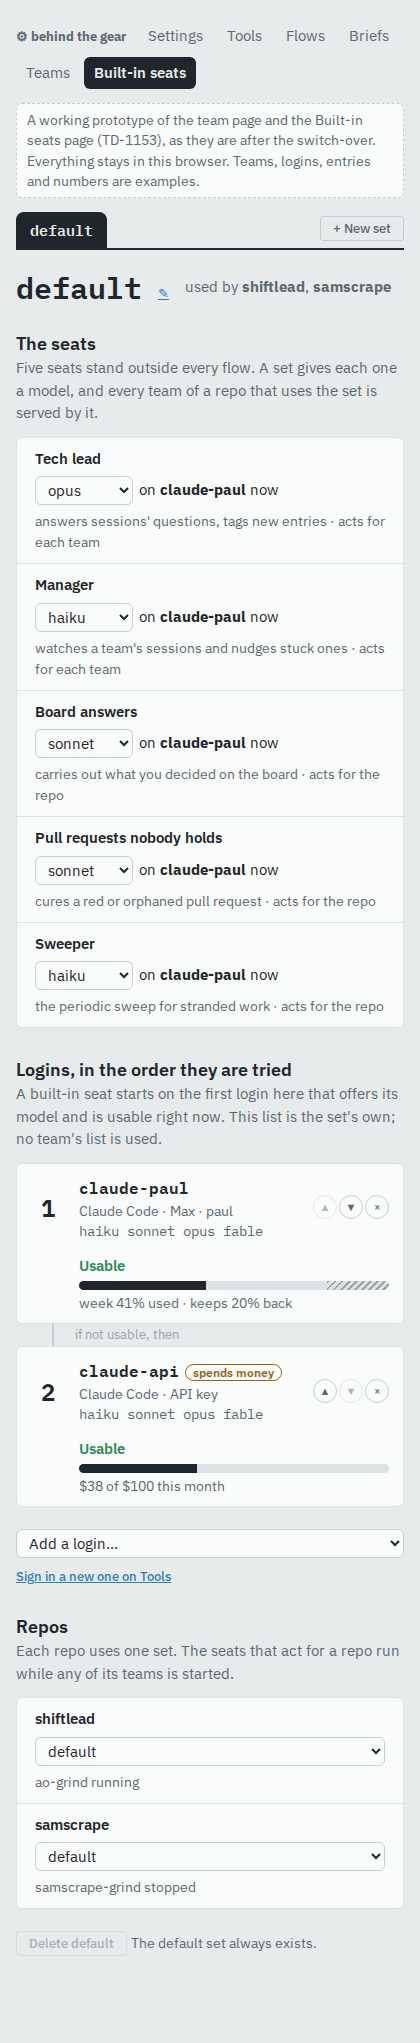 ⚙ behind the gear Settings Tools Flows Briefs
Teams Built-in seats
A working prototype of the team page and the Built-in
seats page (TD-1153), as they are after the switch-over.
Everything stays in this browser. Teams, logins, entries
and numbers are examples.
default + New set
default ✎ used by shiftlead, samscrape
The seats
Five seats stand outside every flow. A set gives each one
a model, and every team of a repo that uses the set is
served by it.
Tech lead
opus on claude-paul now
answers sessions' questions, tags new entries · acts for
each team
Manager
haiku on claude-paul now
watches a team's sessions and nudges stuck ones · acts
for each team
Board answers
sonnet on claude-paul now
carries out what you decided on the board · acts for the
repo
Pull requests nobody holds
sonnet on claude-paul now
cures a red or orphaned pull request · acts for the repo
Sweeper
haiku on claude-paul now
the periodic sweep for stranded work · acts for the repo
Logins, in the order they are tried
A built-in seat starts on the first login here that offers its
model and is usable right now. This list is the set's own;
no team's list is used.
1 claude-paul ▲ ▼ ×
Claude Code · Max · paul
haiku sonnet opus fable
Usable
week 41% used · keeps 20% back
if not usable, then
2 claude-api spends money ▲ ▼ ×
Claude Code · API key
haiku sonnet opus fable
Usable
$38 of $100 this month
Add a login...
Sign in a new one on Tools
Repos
Each repo uses one set. The seats that act for a repo run
while any of its teams is started.
shiftlead
default
ao-grind running
samscrape
default
samscrape-grind stopped
Delete default The default set always exists.